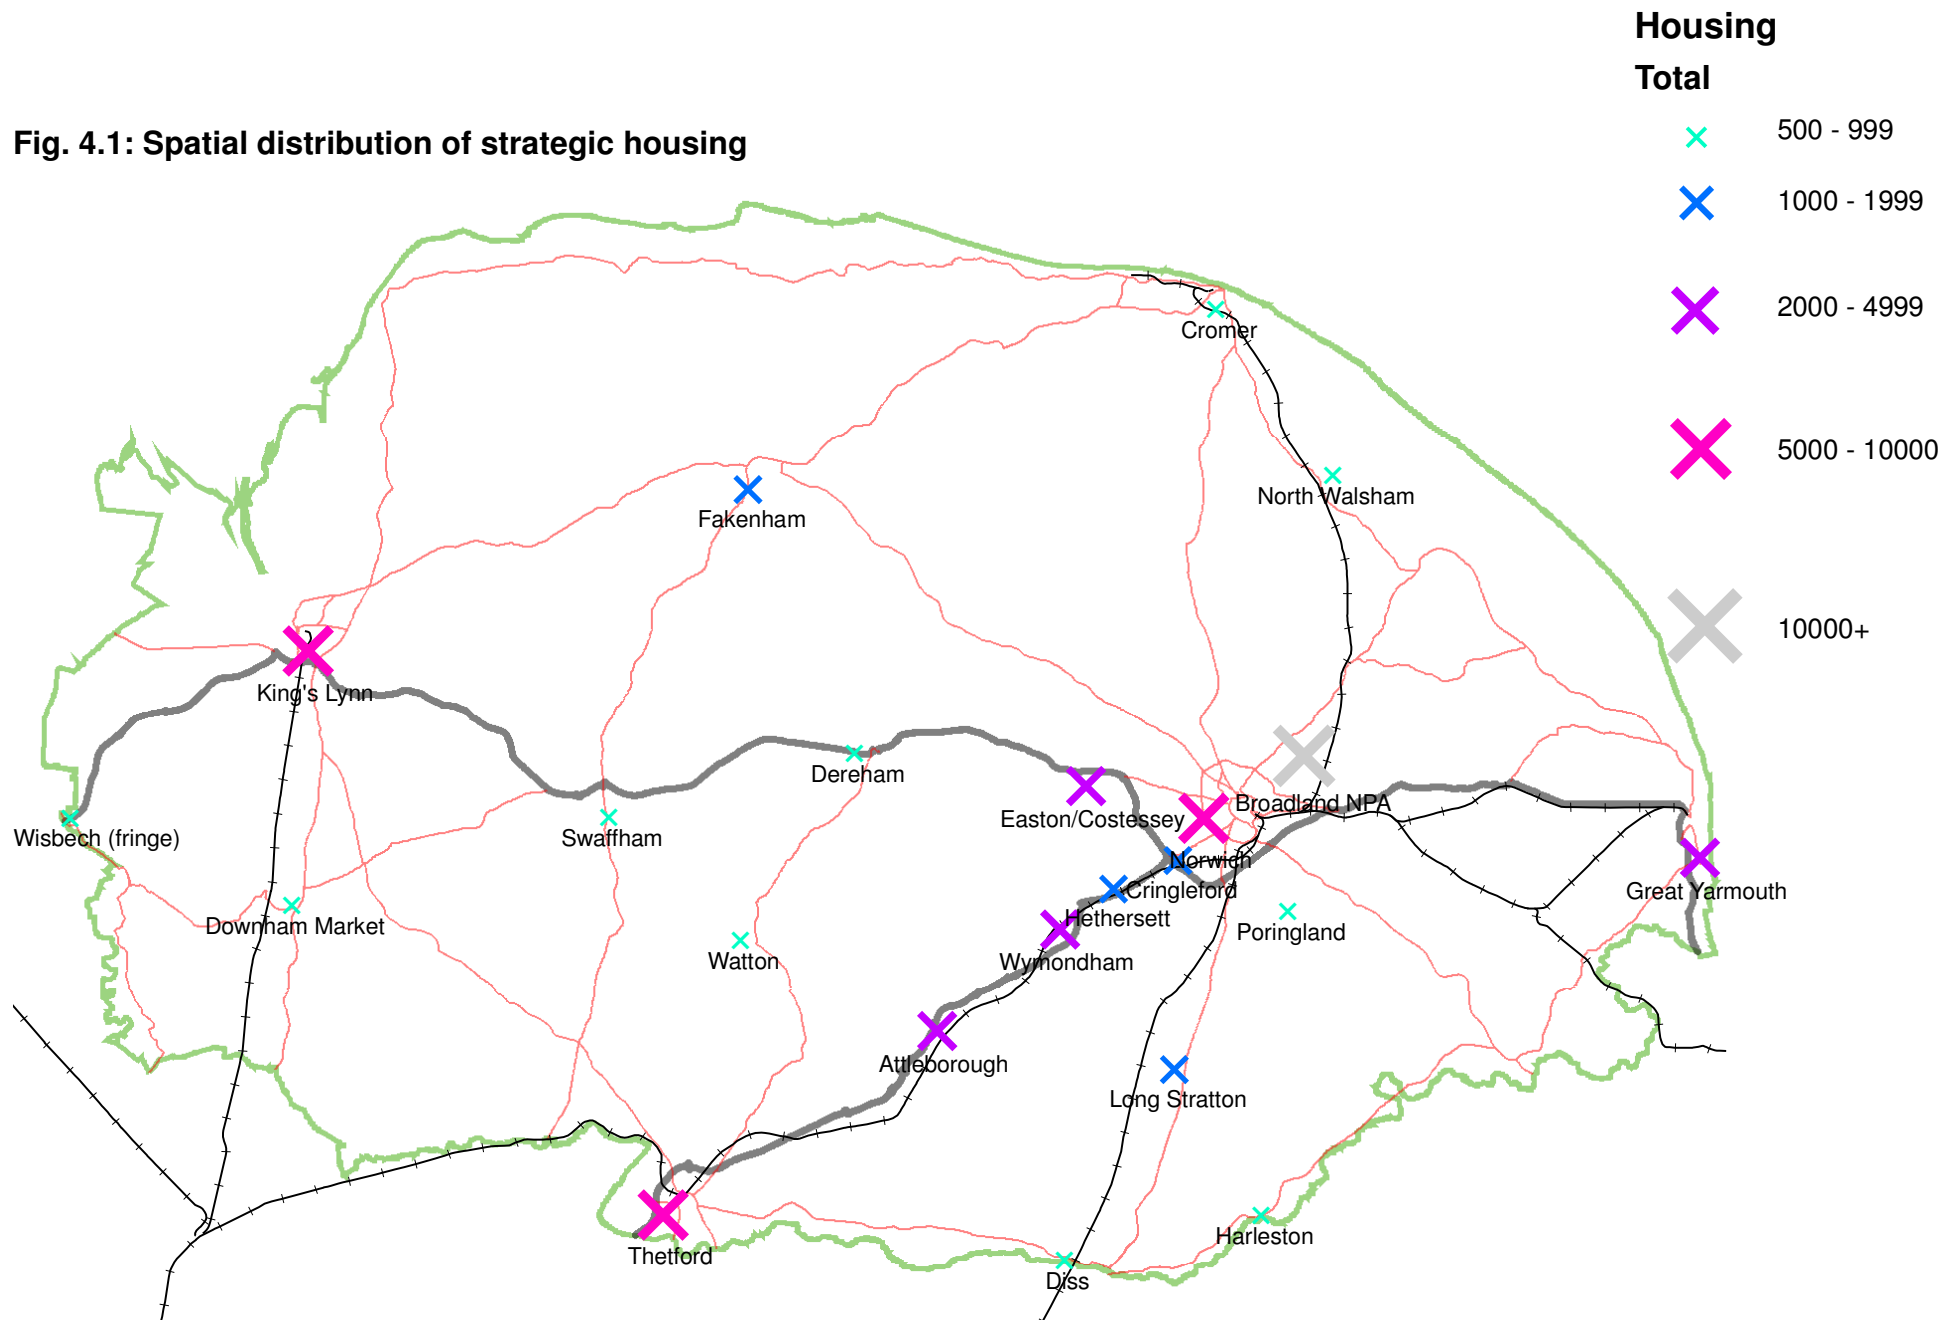 Housing
Total
500 - 999
1000 - 1999
2000 - 4999
5000 - 10000
10000+
Fig. 4.1: Spatial distribution of strategic housing
Cromer
North Walsham
Fakenham
King's Lynn
Dereham
Broadland NPA
Easton/Costessey
Wisbech (fringe)
Swaffham
Norwich
Cringleford
Great Yarmouth
Hethersett
Downham Market
Poringland
Watton
Wymondham
Attleborough
Long Stratton
Harleston
Thetford
Diss